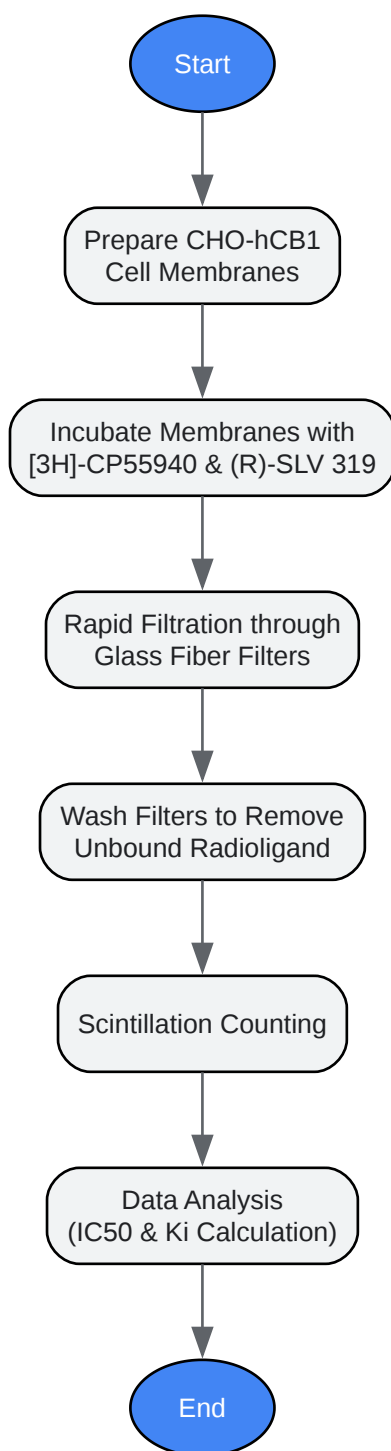 Start
Prepare CHO-hCB1
Cell Membranes
Incubate Membranes with
[3H]-CP55940 & (R)-SLV 319
Rapid Filtration through
Glass Fiber Filters
Wash Filters to Remove
Unbound Radioligand
Scintillation Counting
Data Analysis
(IC50 & Ki Calculation)
End